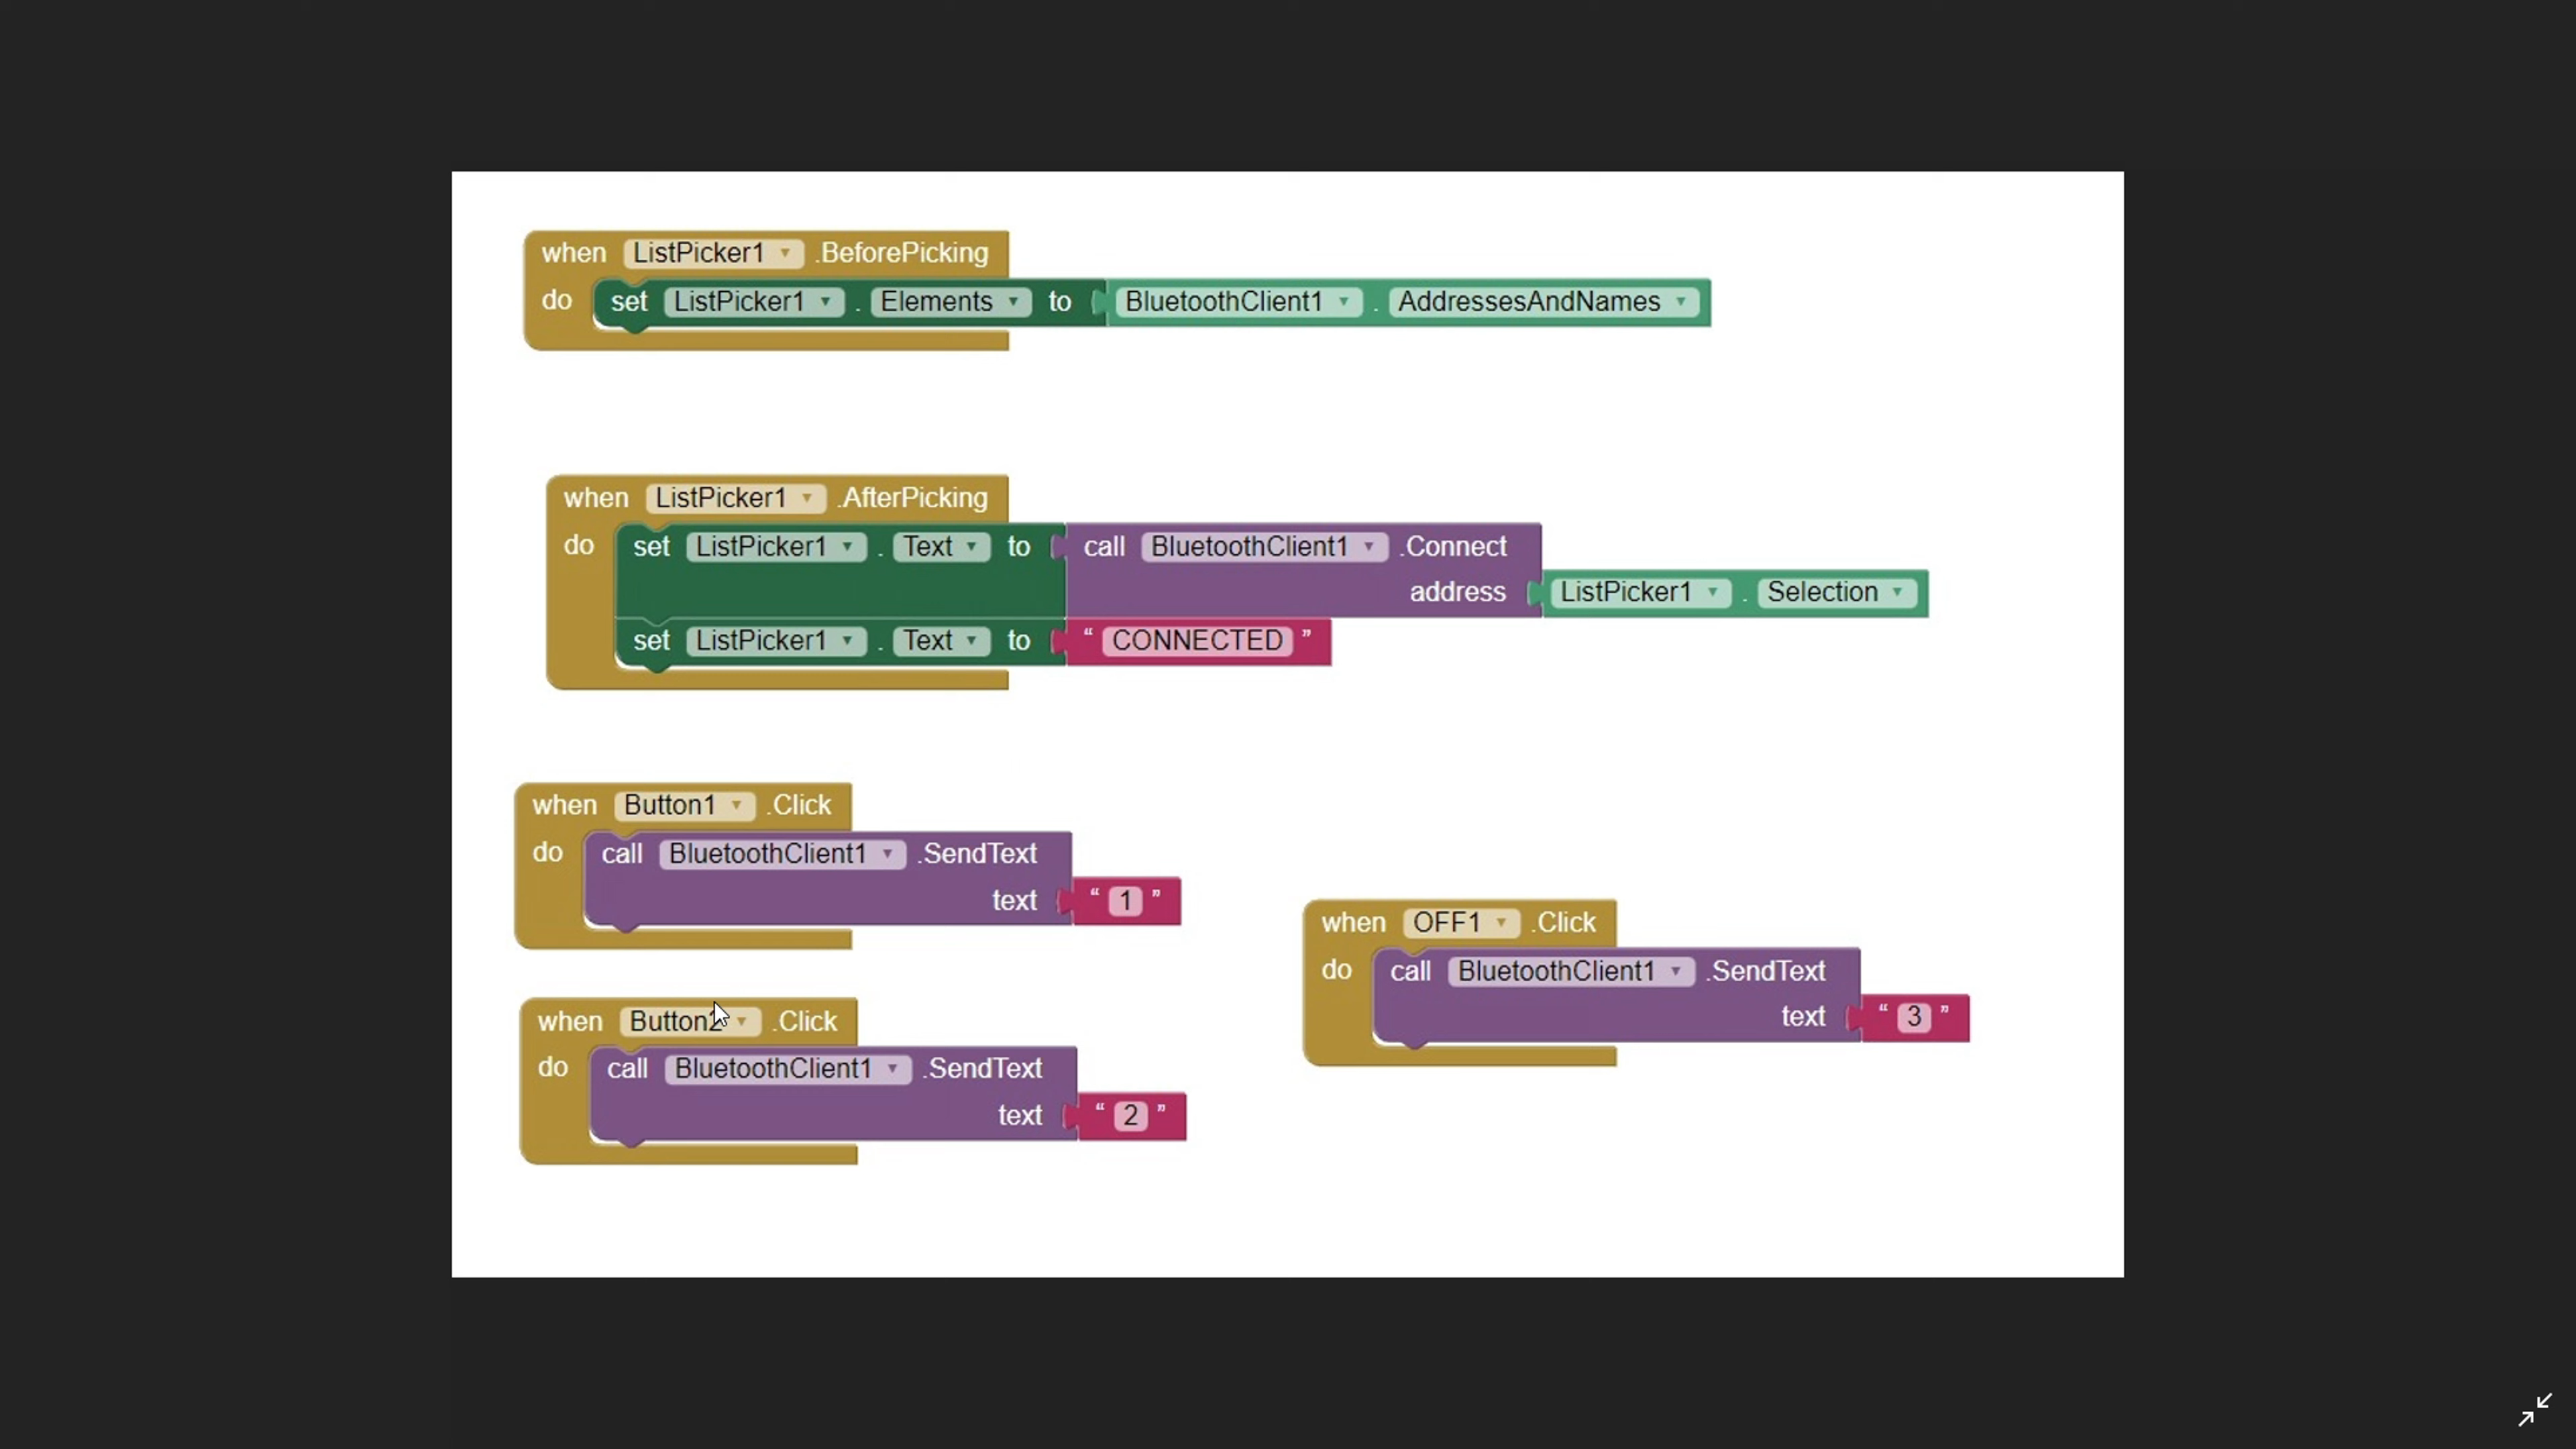 when ListPicker1 .BeforePicking
do set ListPicker1 . Elements to BluetoothClient1 . AddressesAndNames
when ListPicker1 .AfterPicking
do set ListPicker1 . Text to call BluetoothClient1 .Connect
address ListPicker1 . Selection
set ListPicker1 . Text to “ CONNECTED ”
when Button1 .Click
do call BluetoothClient1 .SendText
text “ 1 ”
when Button2 .Click
do call BluetoothClient1 .SendText
text “ 2 ”
when OFF1 .Click
do call BluetoothClient1 .SendText
text “ 3 ”